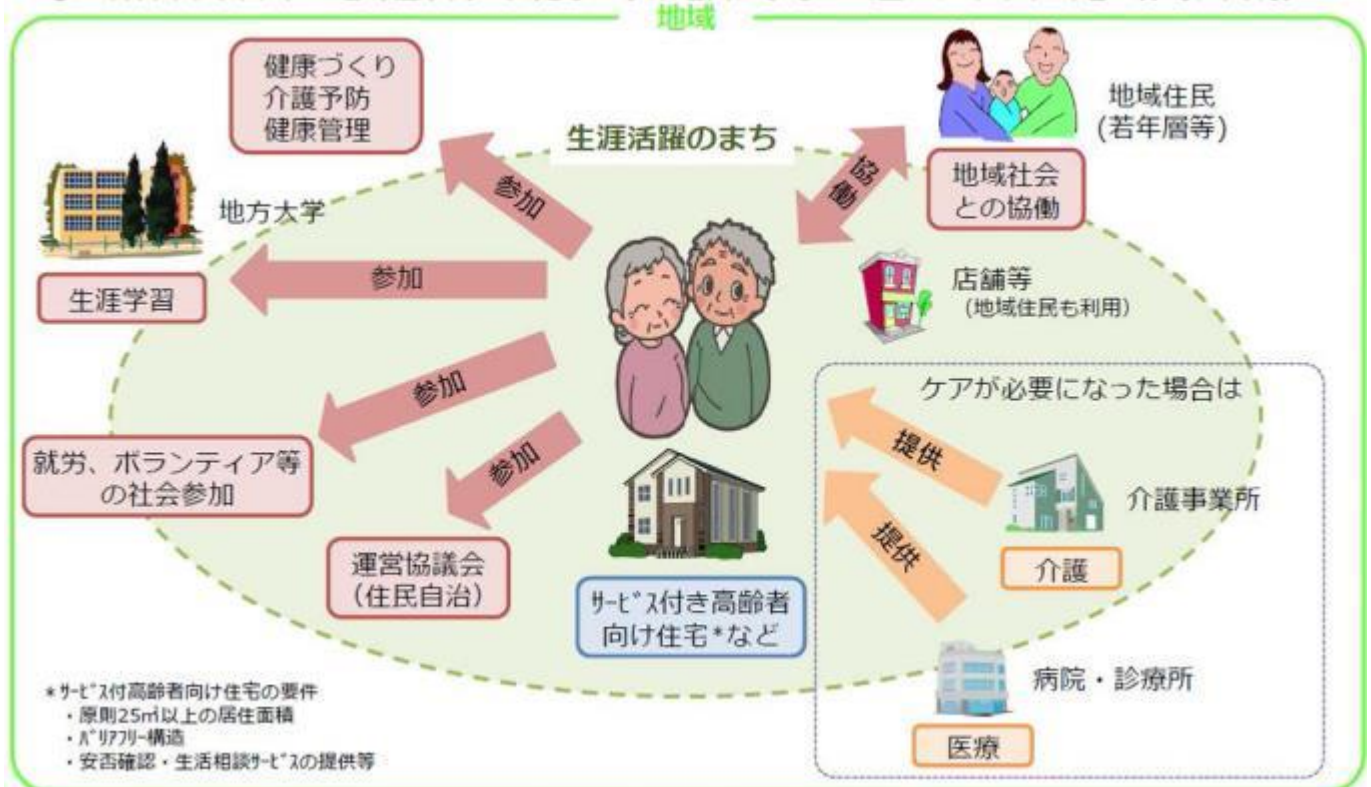 地域
健康づくり
介護予防
健康管理
生涯活躍のまち
地域住民
(若年層等)
参加
協働
地域社会
との協働
地方大学
生涯学習
参加
店舗等
(地域住民も利用)
参加
ケアが必要になった場合は
就労、ボランティア等
の社会参加
参加
提供
介護事業所
介護
運営協議会
(住民自治)
サービス付き高齢者
向け住宅*など
提供
病院・診療所
医療
*サービス付高齢者向け住宅の要件
・原則25㎡以上の居住面積
・バリアフリー構造
・安否確認・生活相談サービスの提供等